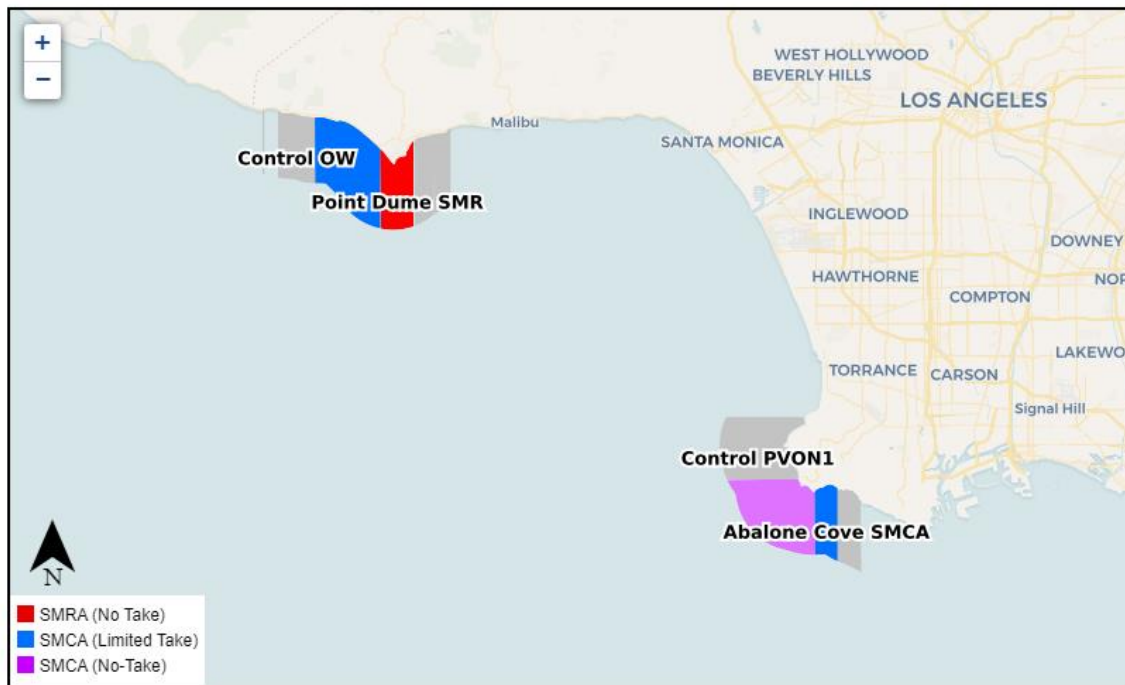 +
−
WEST HOLLYWOOD
BEVERLY HILLS
LOS ANGELES
Malibu
SANTA MONICA
Control OW
Point Dume SMR
INGLEWOOD
DOWNEY
HAWTHORNE
NOR
COMPTON
LAKEWO
TORRANCE
CARSON
Signal Hill
Control PVON1
Abalone Cove SMCA
N
SMRA (No Take)
SMCA (Limited Take)
SMCA (No-Take)